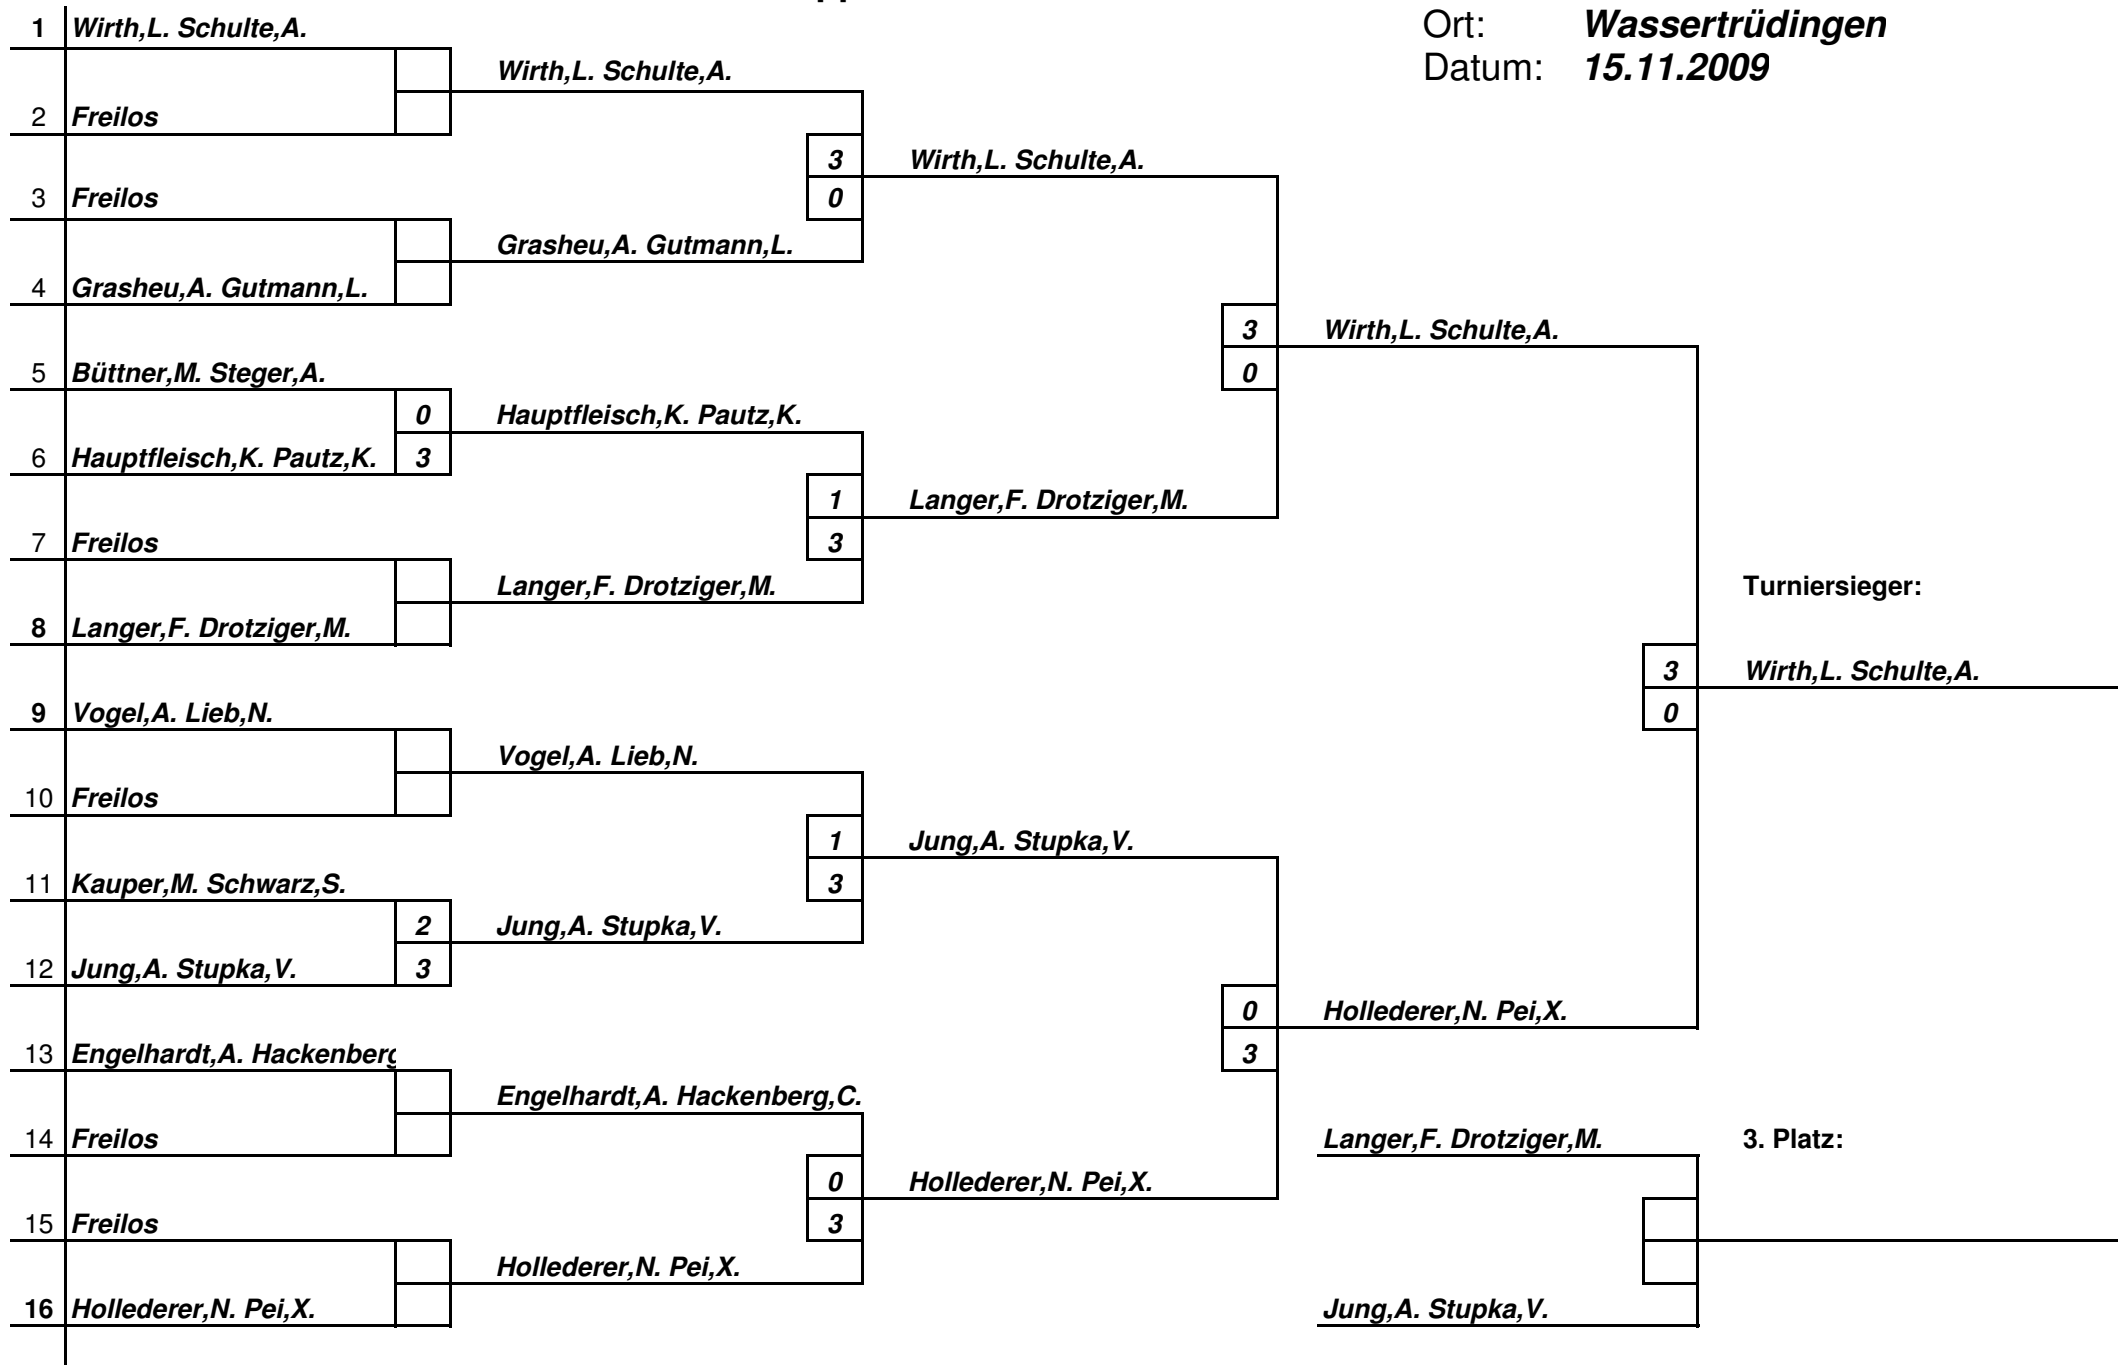 Ort: Wassertrüdingen
Datum: 15.11.2009
1 Wirth,L. Schulte,A.
Wirth,L. Schulte,A.
2 Freilos
3 Wirth,L. Schulte,A.
0
3 Freilos
Grasheu,A. Gutmann,L.
4 Grasheu,A. Gutmann,L.
3 Wirth,L. Schulte,A.
0
5 Büttner,M. Steger,A.
0 Hauptfleisch,K. Pautz,K.
6 Hauptfleisch,K. Pautz,K. 3
1 Langer,F. Drotziger,M.
3
7 Freilos
Langer,F. Drotziger,M.
Turniersieger:
8 Langer,F. Drotziger,M.
3 Wirth,L. Schulte,A.
0
9 Vogel,A. Lieb,N.
Vogel,A. Lieb,N.
10 Freilos
1 Jung,A. Stupka,V.
3
11 Kauper,M. Schwarz,S.
2 Jung,A. Stupka,V.
12 Jung,A. Stupka,V. 3
0 Hollederer,N. Pei,X.
3
13 Engelhardt,A. Hackenberg
Engelhardt,A. Hackenberg,C.
14 Freilos
Langer,F. Drotziger,M. 3. Platz:
0 Hollederer,N. Pei,X.
3
15 Freilos
Hollederer,N. Pei,X.
16 Hollederer,N. Pei,X.
Jung,A. Stupka,V.